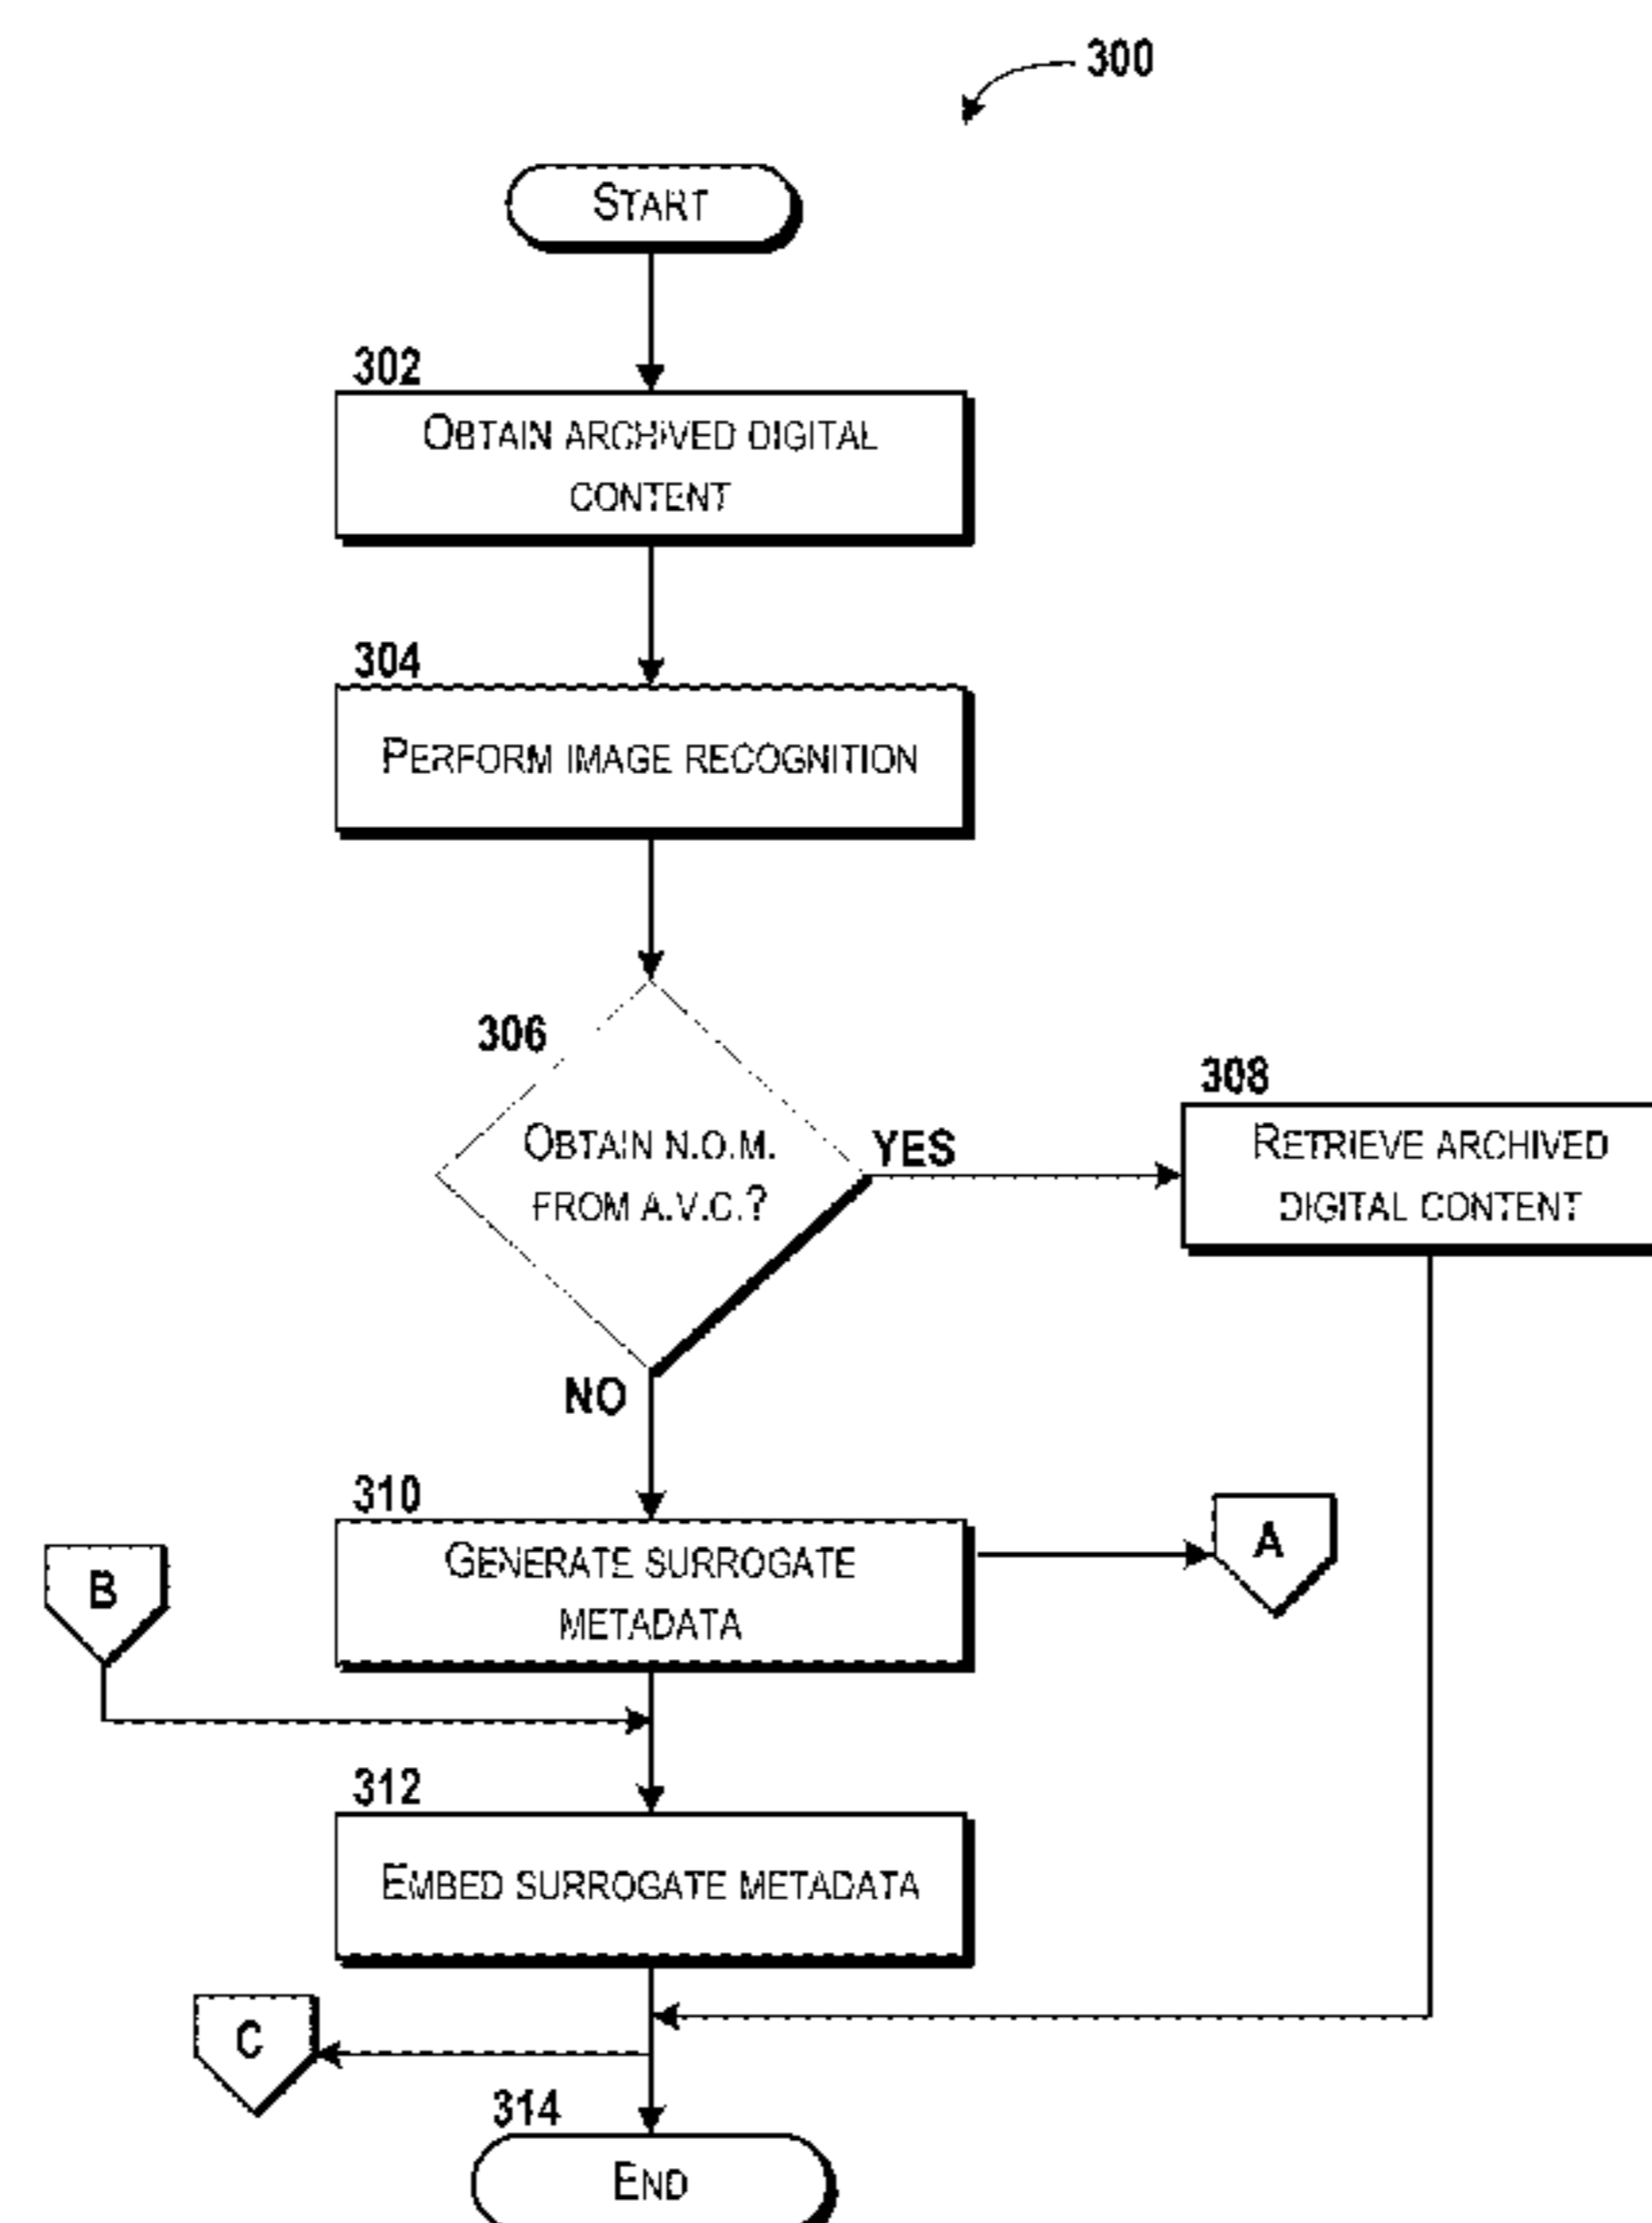 300
START
302
OBTAIN ARCHIVED DIGITAL
CONTENT
304
PERFORM IMAGE RECOGNITION
306
OBTAIN N.O.M.
FROM A.V.C.?
YES
308
RETRIEVE ARCHIVED
DIGITAL CONTENT
NO
310
GENERATE SURROGATE
METADATA
A
B
312
EMBED SURROGATE METADATA
C
314
END